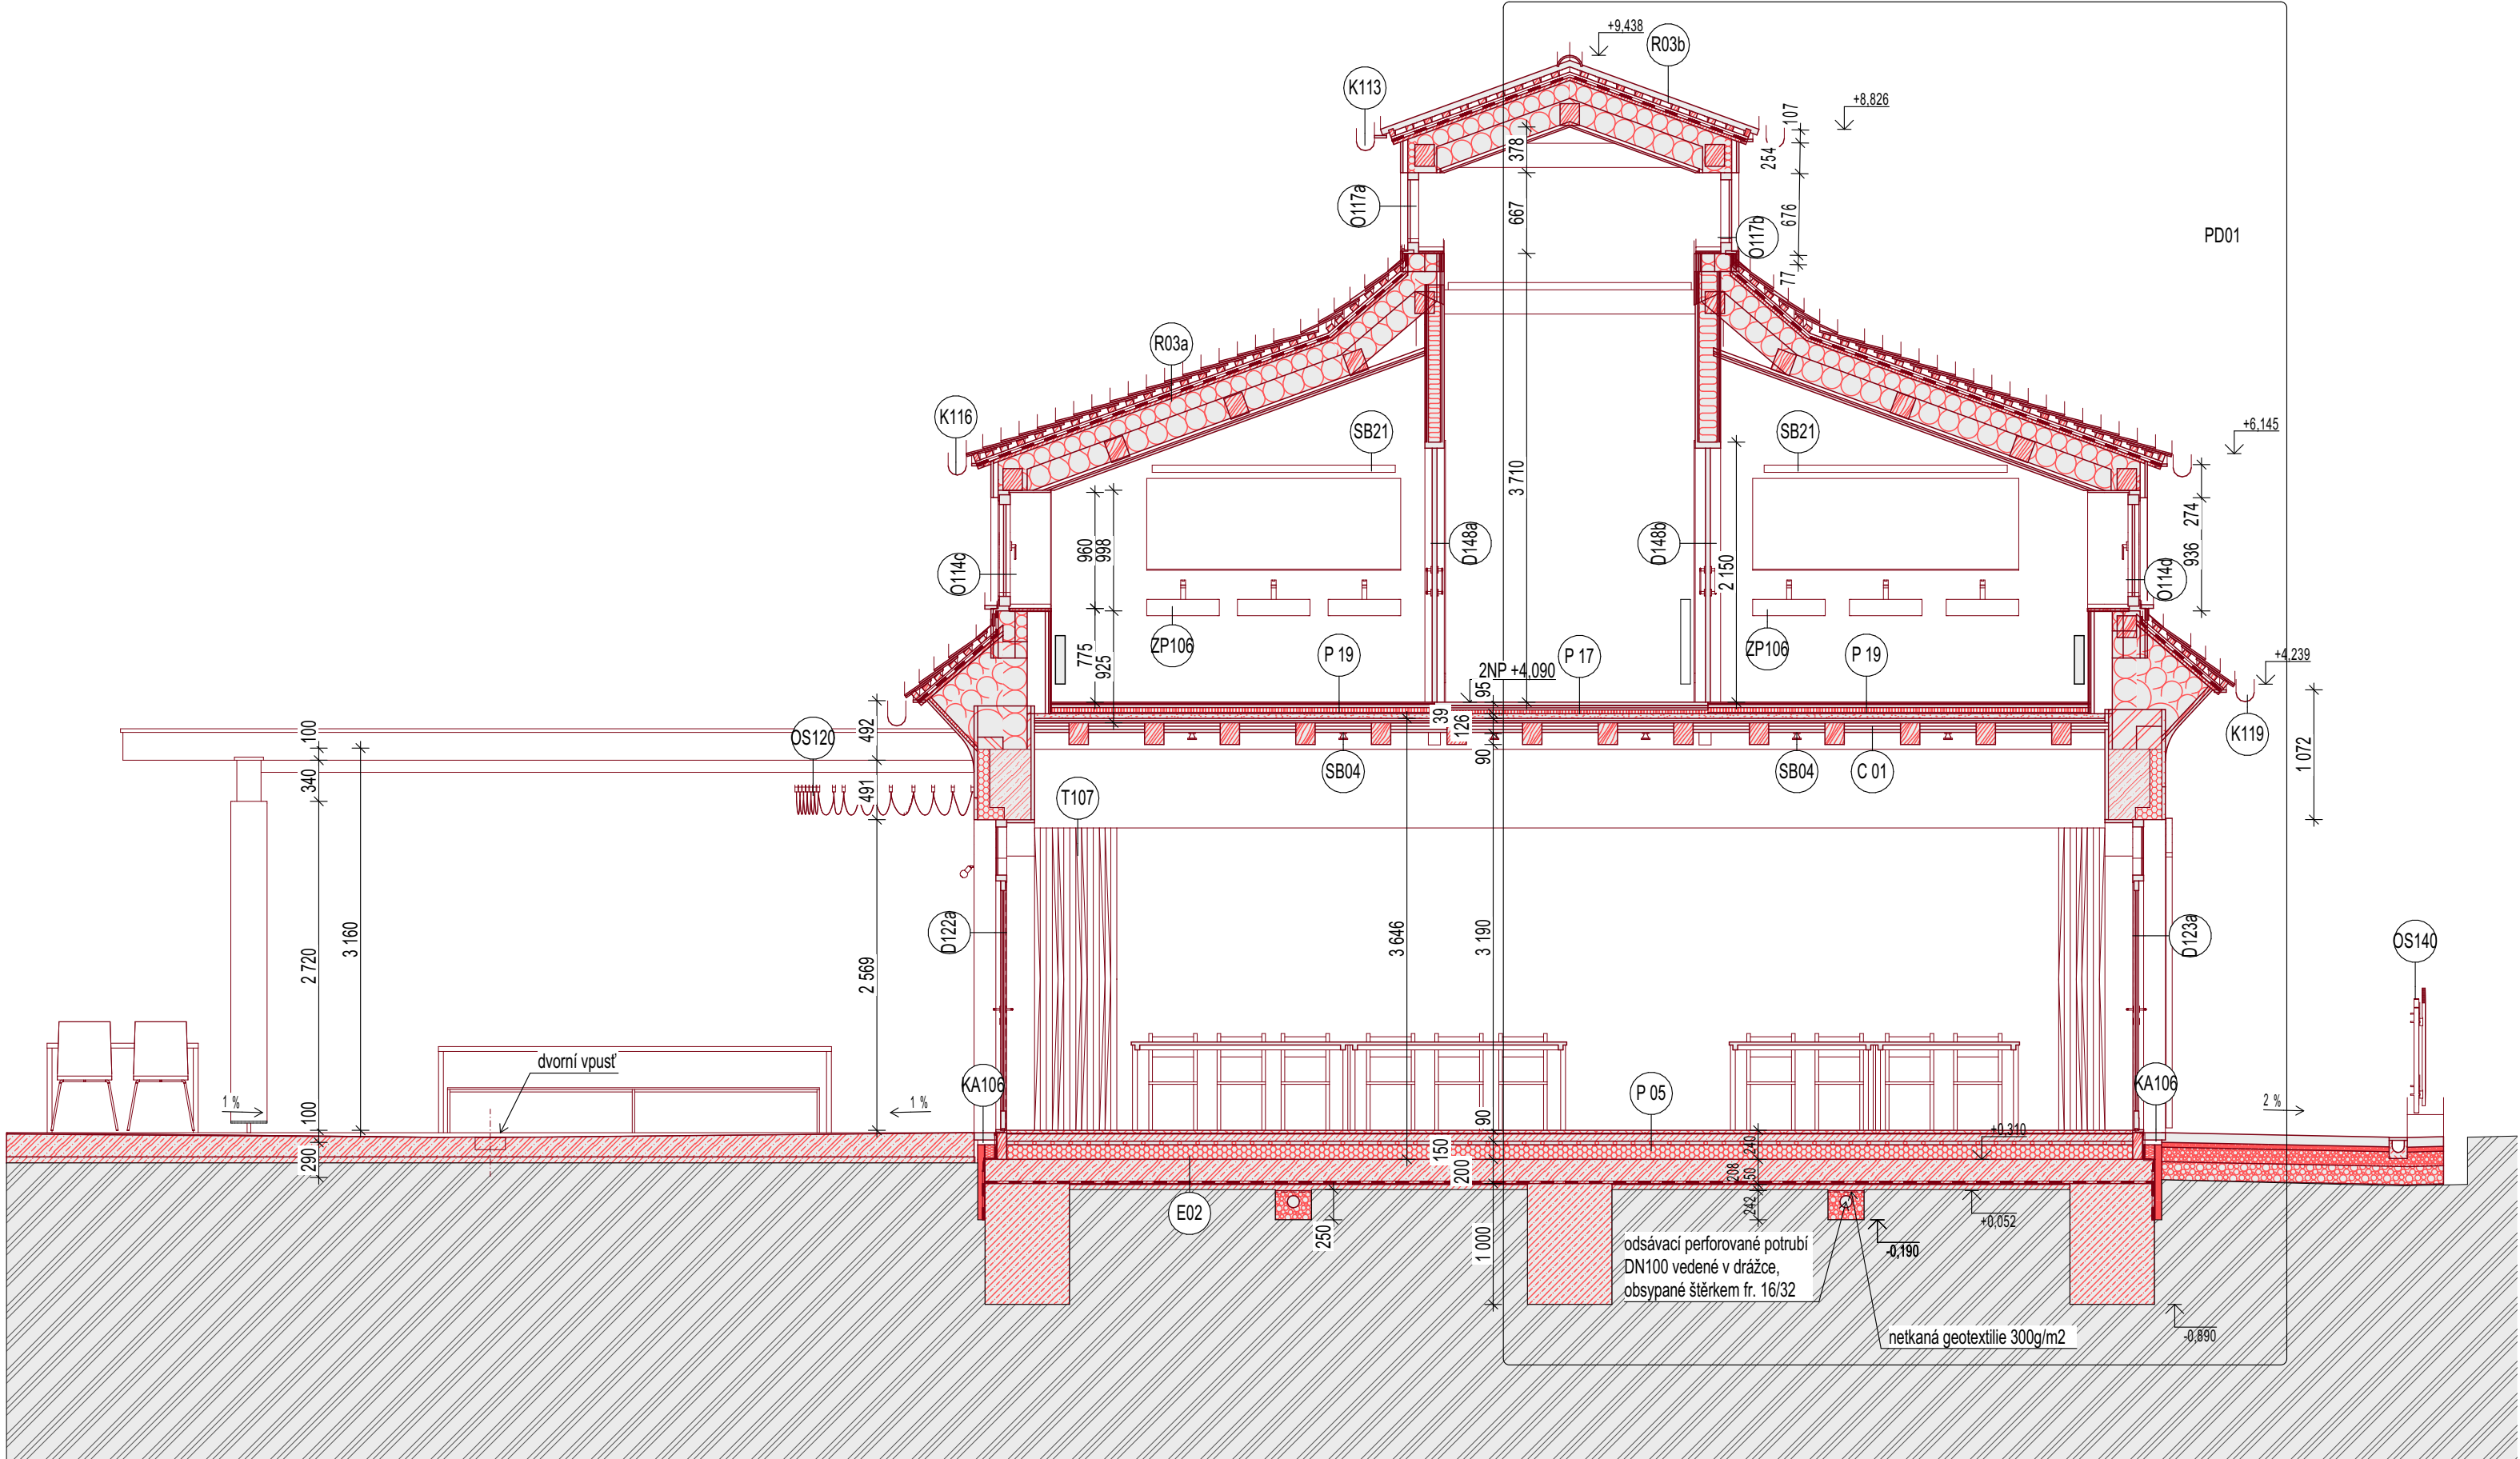 +9,438
R03b
K113
+8,826
107
378
254
O117a
667
676
O117b
PD01
77
R03a
K116
SB21
SB21
+6,145
3 710
274
960
998
D148a
D148b
2 150
936
O114c
O114d
ZP106
ZP106
775
925
P 19
P 17
P 19
2NP +4,090
+4,239
95
39
126
100
492
OS120
K119
90
340
491
SB04
SB04
C 01
1 072
T107
3 160
2 720
2 569
D122a
3 646
3 190
D123a
OS140
dvorní vpusť
KA106
KA106
1 %
1 %
2 %
P 05
100
90
290
150
240
+0,310
200
208
50
E02
242
250
+0,052
1 000
-0,190
odsávací perforované potrubí
DN100 vedené v drážce,
obsypané štěrkem fr. 16/32
netkaná geotextilie 300g/m2
-0,890